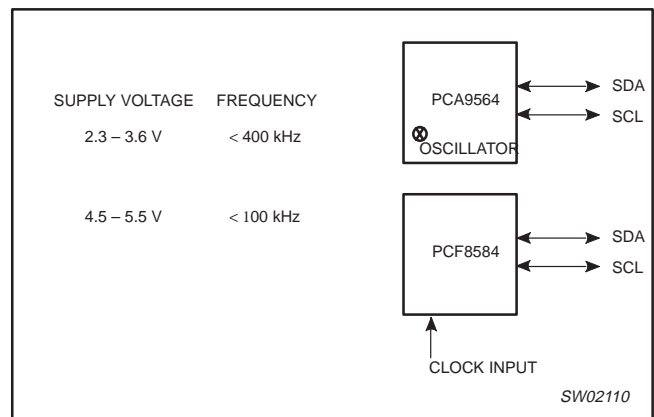 SUPPLY VOLTAGE FREQUENCY
2.3 – 3.6 V < 400 kHz
4.5 – 5.5 V < 100 kHz
PCA9564
OSCILLATOR
SDA
SCL
PCF8584
SDA
SCL
CLOCK INPUT
SW02110